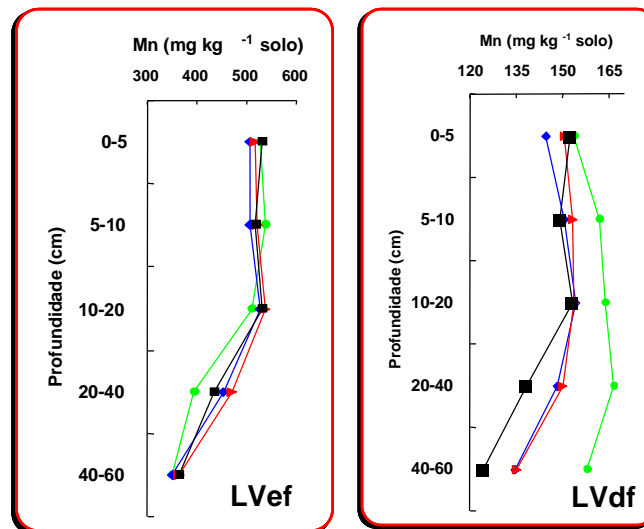 Mn (mg kg -1 solo)
300 400 500 600
Profundidade (cm)
0-5
5-10
10-20
20-40
40-60
LVef
Mn (mg kg -1 solo)
120 135 150 165
Profundidade (cm)
0-5
5-10
10-20
20-40
40-60
LVdf